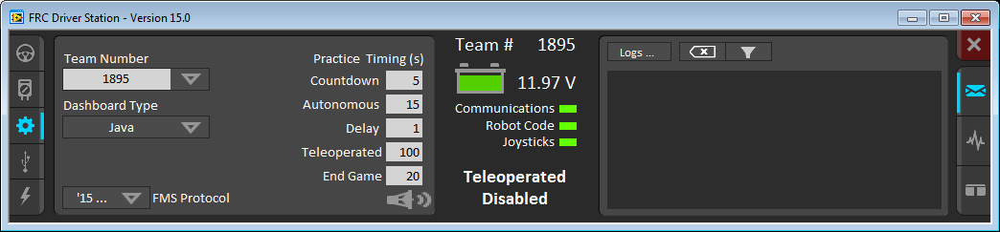 FRC Driver Station - Version 15.0
Team Number
1895
Dashboard Type
Java
'15 ...
FMS Protocol
Practice Timing (s)
Countdown 5
Autonomous 15
Delay 1
Teleoperated 100
End Game 20
Team # 1895
11.97 V
Communications
Robot Code
Joysticks
Teleoperated
Disabled
Logs ...